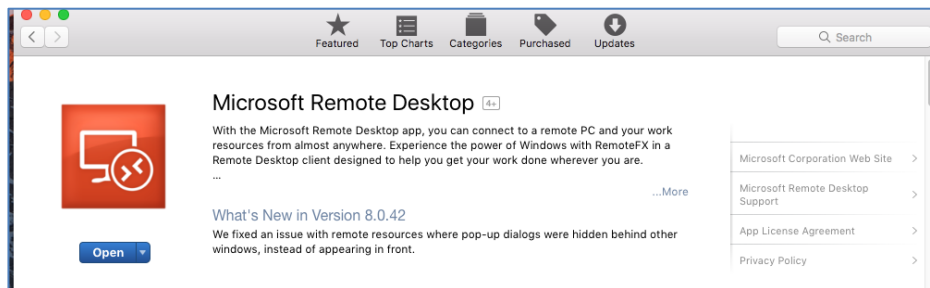 Featured Top Charts Categories Purchased Updates
Search
Microsoft Remote Desktop 4+
With the Microsoft Remote Desktop app, you can connect to a remote PC and your work
resources from almost anywhere. Experience the power of Windows with RemoteFX in a
Remote Desktop client designed to help you get your work done wherever you are.
...
...More
What's New in Version 8.0.42
We fixed an issue with remote resources where pop-up dialogs were hidden behind other
windows, instead of appearing in front.
Open
Microsoft Corporation Web Site
Microsoft Remote Desktop
Support
App License Agreement
Privacy Policy